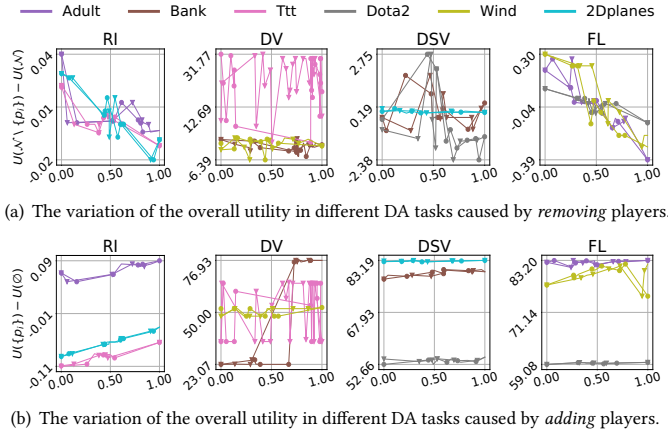 Adult Bank Ttt Dota2 Wind 2Dplanes
RI DV DSV FL
U(N \ {p_i}) − U(N)
0.04 0.01 -0.02
0.00 0.50 1.00
31.77 12.69 -6.39
0.00 0.50 1.00
2.75 0.19 -2.38
0.00 0.50 1.00
0.30 -0.04 -0.39
0.00 0.50 1.00
(a) The variation of the overall utility in different DA tasks caused by removing players.
RI DV DSV FL
U({p_i}) − U(∅)
0.09 -0.01 -0.11
0.00 0.50 1.00
76.93 50.00 23.07
0.00 0.50 1.00
83.19 67.93 52.66
0.00 0.50 1.00
83.20 71.14 59.08
0.00 0.50 1.00
(b) The variation of the overall utility in different DA tasks caused by adding players.